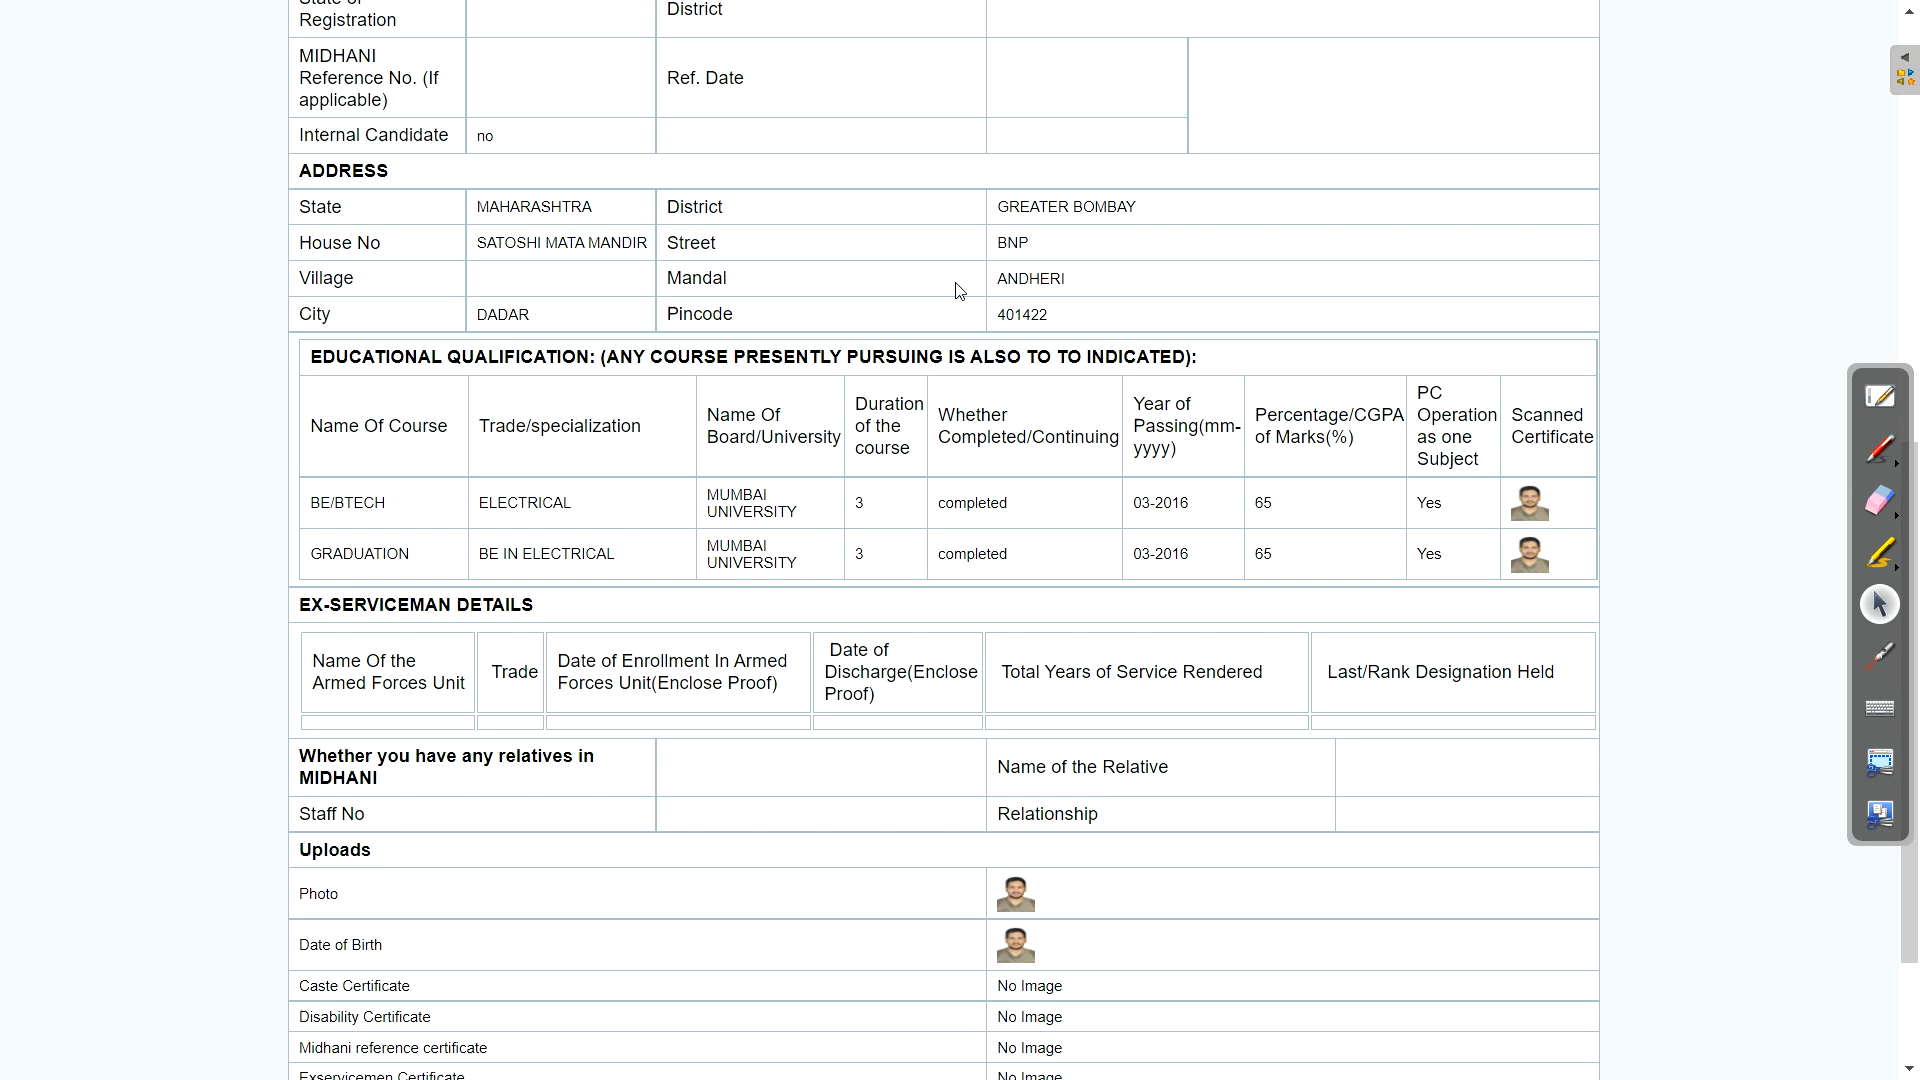 Registration
District
MIDHANI
Reference No. (If
applicable)
Ref. Date
Internal Candidate
no
ADDRESS
State
MAHARASHTRA
District
GREATER BOMBAY
House No
SATOSHI MATA MANDIR
Street
BNP
Village
Mandal
ANDHERI
City
DADAR
Pincode
401422
EDUCATIONAL QUALIFICATION: (ANY COURSE PRESENTLY PURSUING IS ALSO TO TO INDICATED):
Name Of Course
Trade/specialization
Name Of
Board/University
Duration
of the
course
Whether
Completed/Continuing
Year of
Passing(mm-
yyyy)
Percentage/CGPA
of Marks(%)
PC
Operation
as one
Subject
Scanned
Certificate
BE/BTECH
ELECTRICAL
MUMBAI
UNIVERSITY
3
completed
03-2016
65
Yes
GRADUATION
BE IN ELECTRICAL
MUMBAI
UNIVERSITY
3
completed
03-2016
65
Yes
EX-SERVICEMAN DETAILS
Name Of the
Armed Forces Unit
Trade
Date of Enrollment In Armed
Forces Unit(Enclose Proof)
Date of
Discharge(Enclose
Proof)
Total Years of Service Rendered
Last/Rank Designation Held
Whether you have any relatives in
MIDHANI
Name of the Relative
Staff No
Relationship
Uploads
Photo
Date of Birth
Caste Certificate
No Image
Disability Certificate
No Image
Midhani reference certificate
No Image
Exservicemen Certificate
No Image